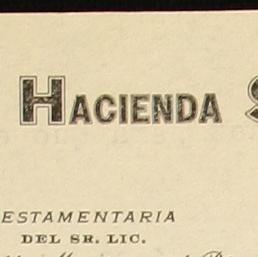 HACIENDA
ESTAMENTARIA
DEL SR. LIC.